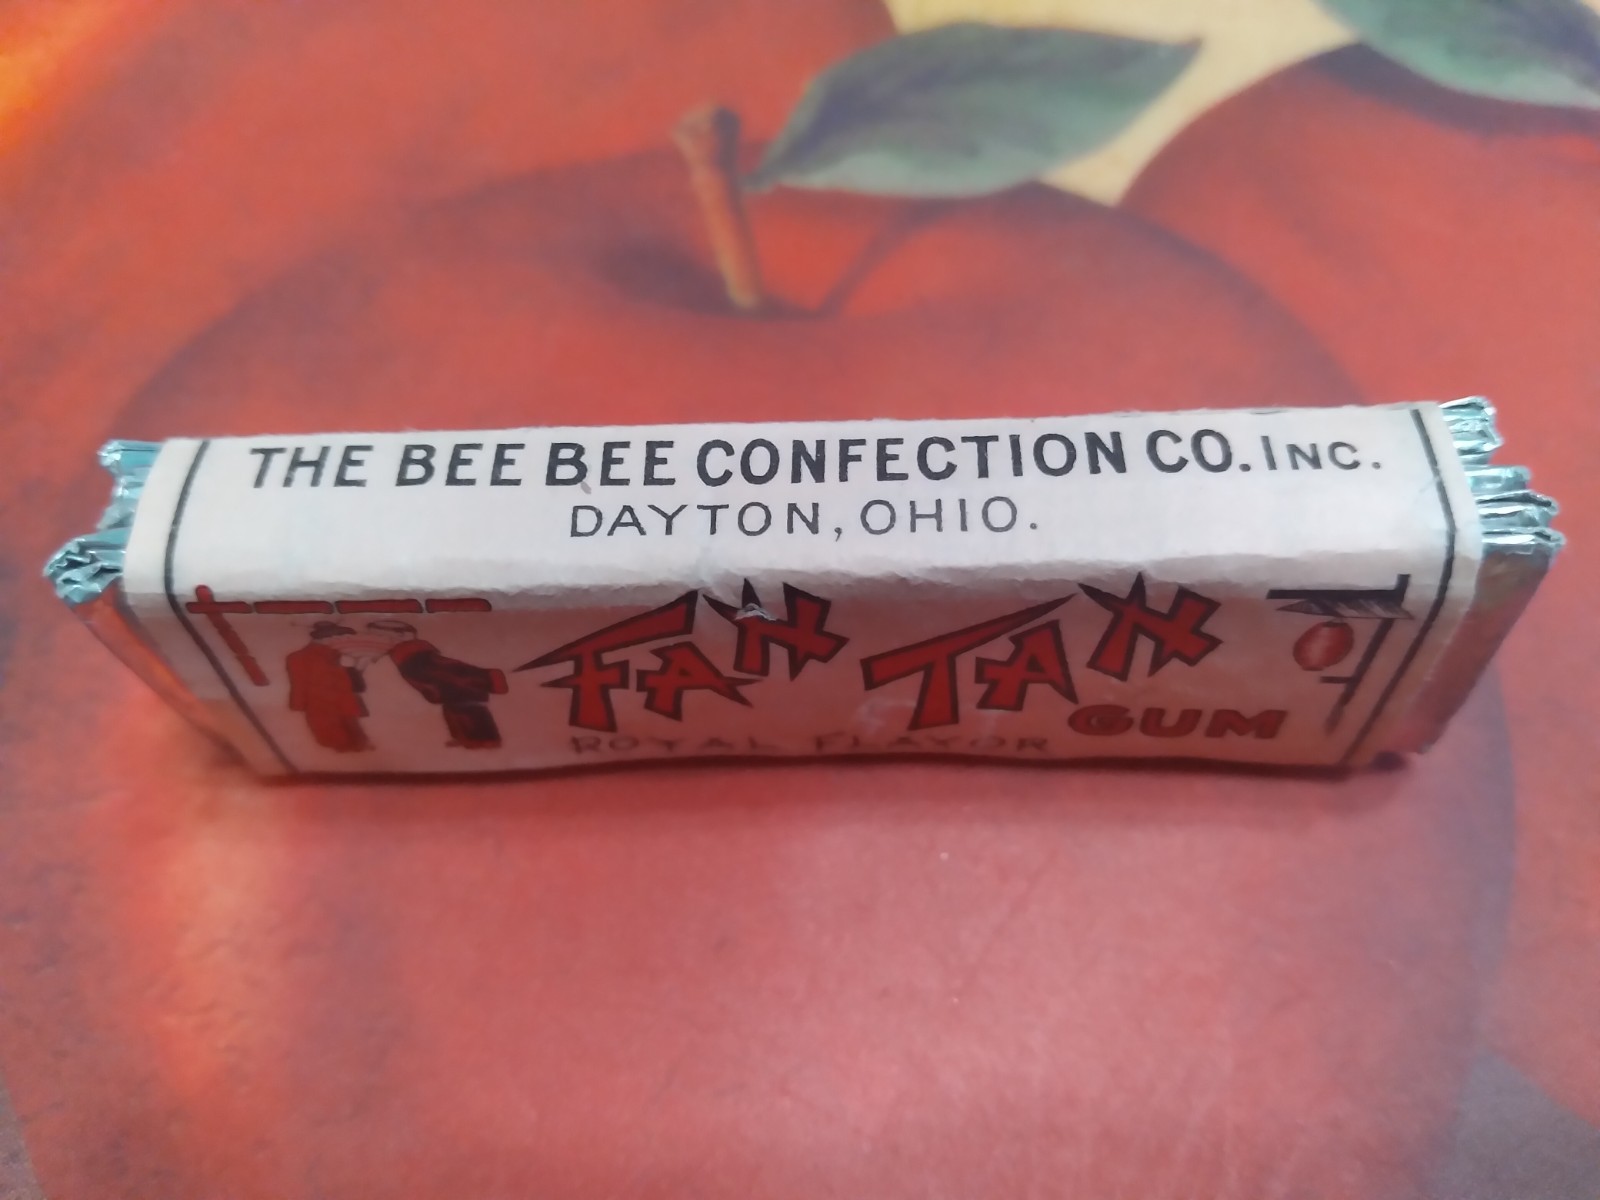 THE BEE BEE CONFECTION CO. INC.
DAYTON, OHIO.
FAN TAN
GUM
ROYAL FLAVOR